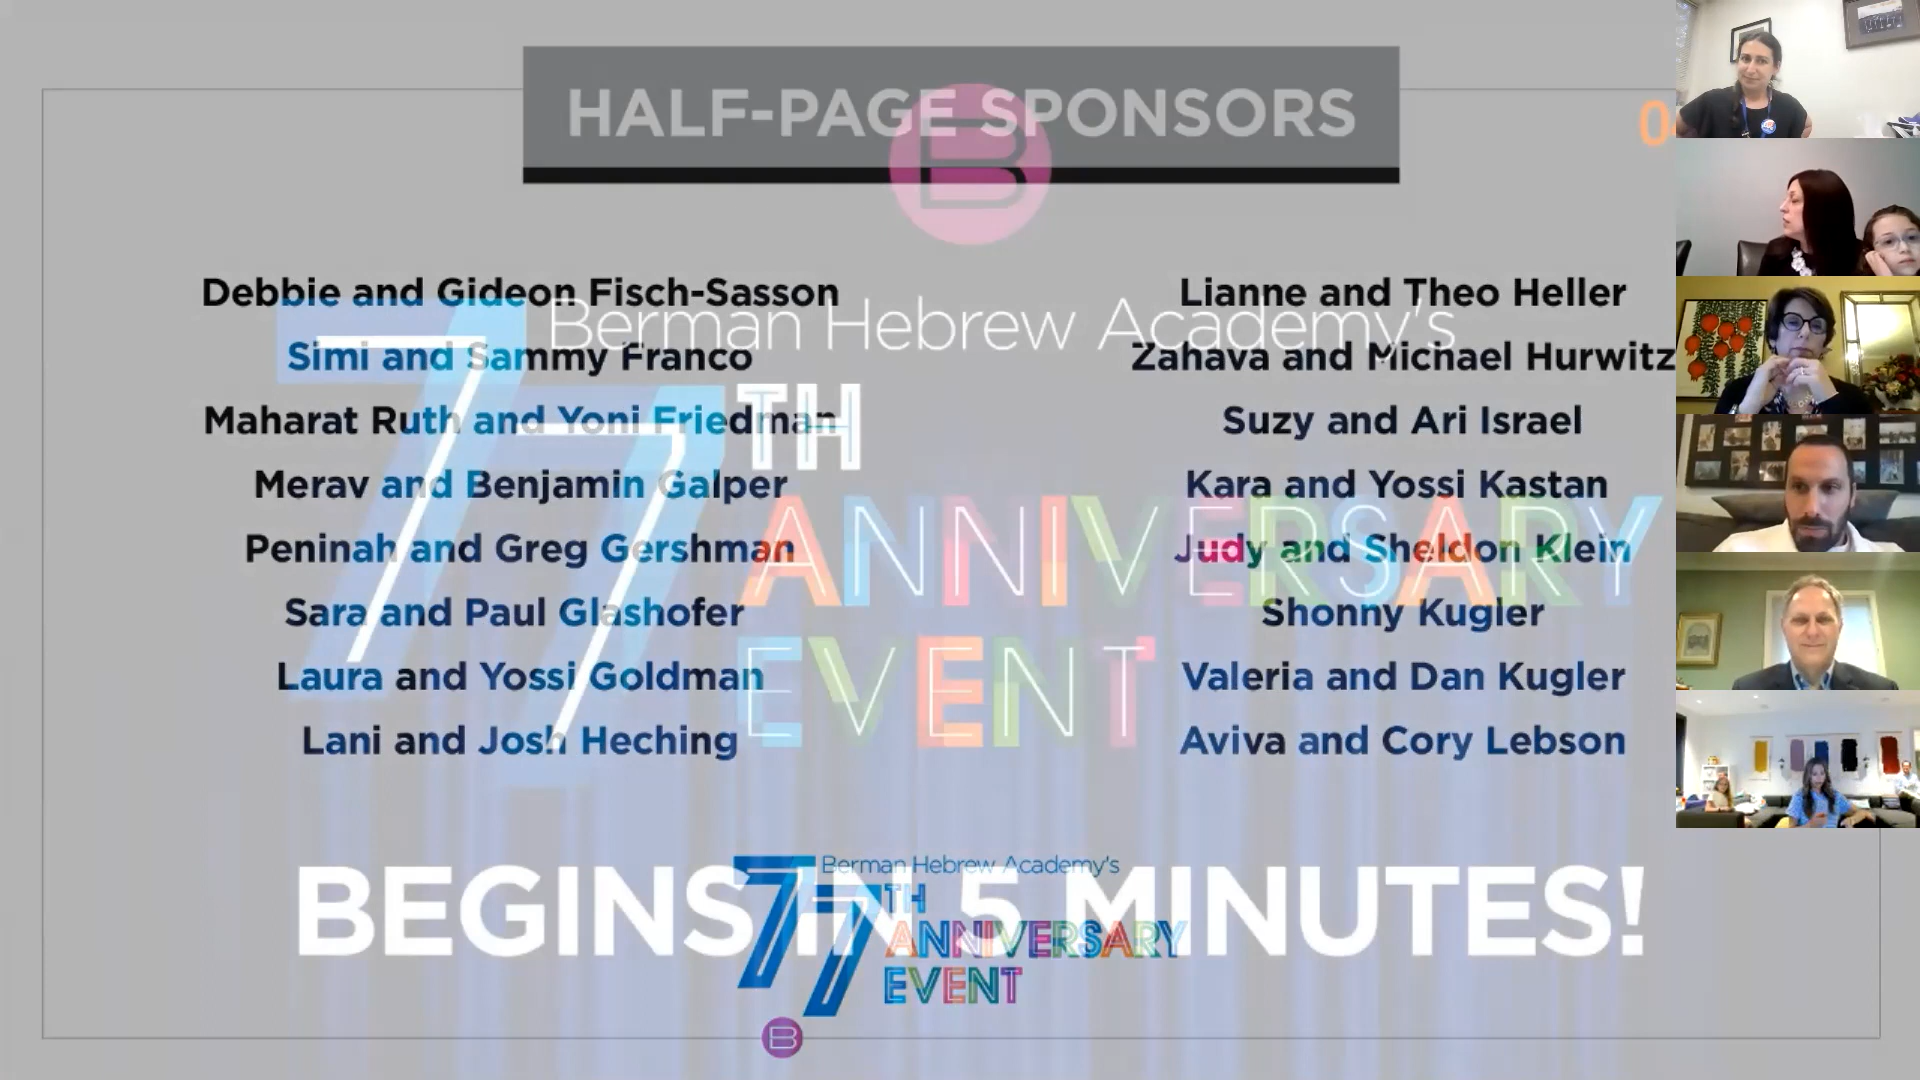 HALF-PAGE SPONSORS
B
0
Debbie and Gideon Fisch-Sasson
Simi and Sammy Franco
Maharat Ruth and Yoni Friedman
Merav and Benjamin Galper
Peninah and Greg Gershman
Sara and Paul Glashofer
Laura and Yossi Goldman
Lani and Josh Heching
Lianne and Theo Heller
Zahava and Michael Hurwitz
Suzy and Ari Israel
Kara and Yossi Kastan
Judy and Sheldon Klein
Shonny Kugler
Valeria and Dan Kugler
Aviva and Cory Lebson
Berman Hebrew Academy's
77TH
ANNIVERSARY
EVENT
BEGINS IN 5 MINUTES!
Berman Hebrew Academy's
77TH
ANNIVERSARY
EVENT
B